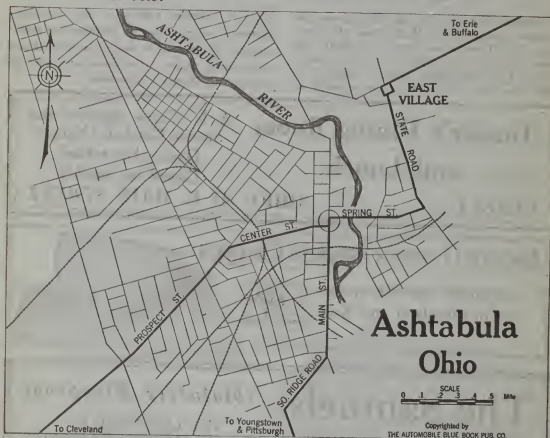 To Erie
& Buffalo
ASHTABULA
RIVER
N
EAST
VILLAGE
STATE
ROAD
SPRING ST.
CENTER ST.
MAIN ST.
PROSPECT ST.
SO. RIDGE ROAD
Ashtabula
Ohio
SCALE
0 .1 .2 .3 .4 .5 Mile
To Cleveland
To Youngstown
& Pittsburgh
Copyrighted by
THE AUTOMOBILE BLUE BOOK PUB. CO.